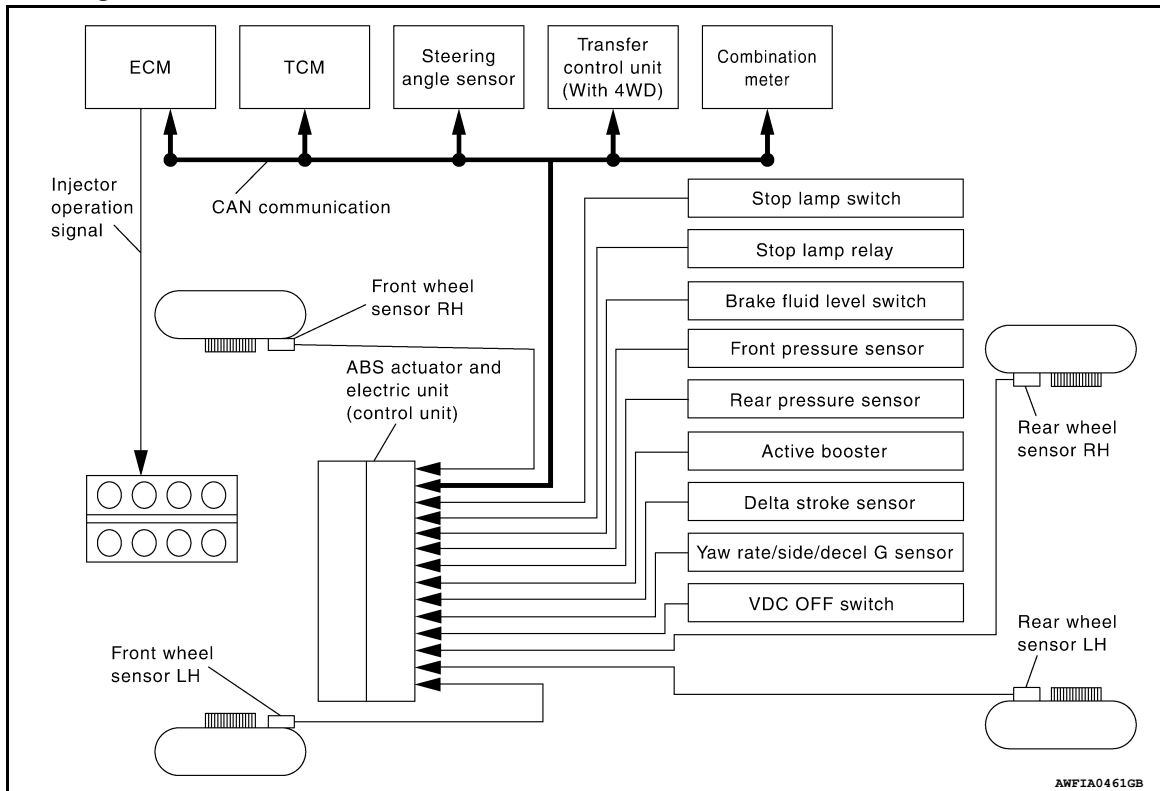 ECM
TCM
Steering
angle sensor
Transfer
control unit
(With 4WD)
Combination
meter
Injector
operation
signal
CAN communication
Stop lamp switch
Stop lamp relay
Brake fluid level switch
Front pressure sensor
Rear pressure sensor
Active booster
Delta stroke sensor
Yaw rate/side/decel G sensor
VDC OFF switch
Front wheel
sensor RH
ABS actuator and
electric unit
(control unit)
Rear wheel
sensor RH
Front wheel
sensor LH
Rear wheel
sensor LH
AWFIA0461GB